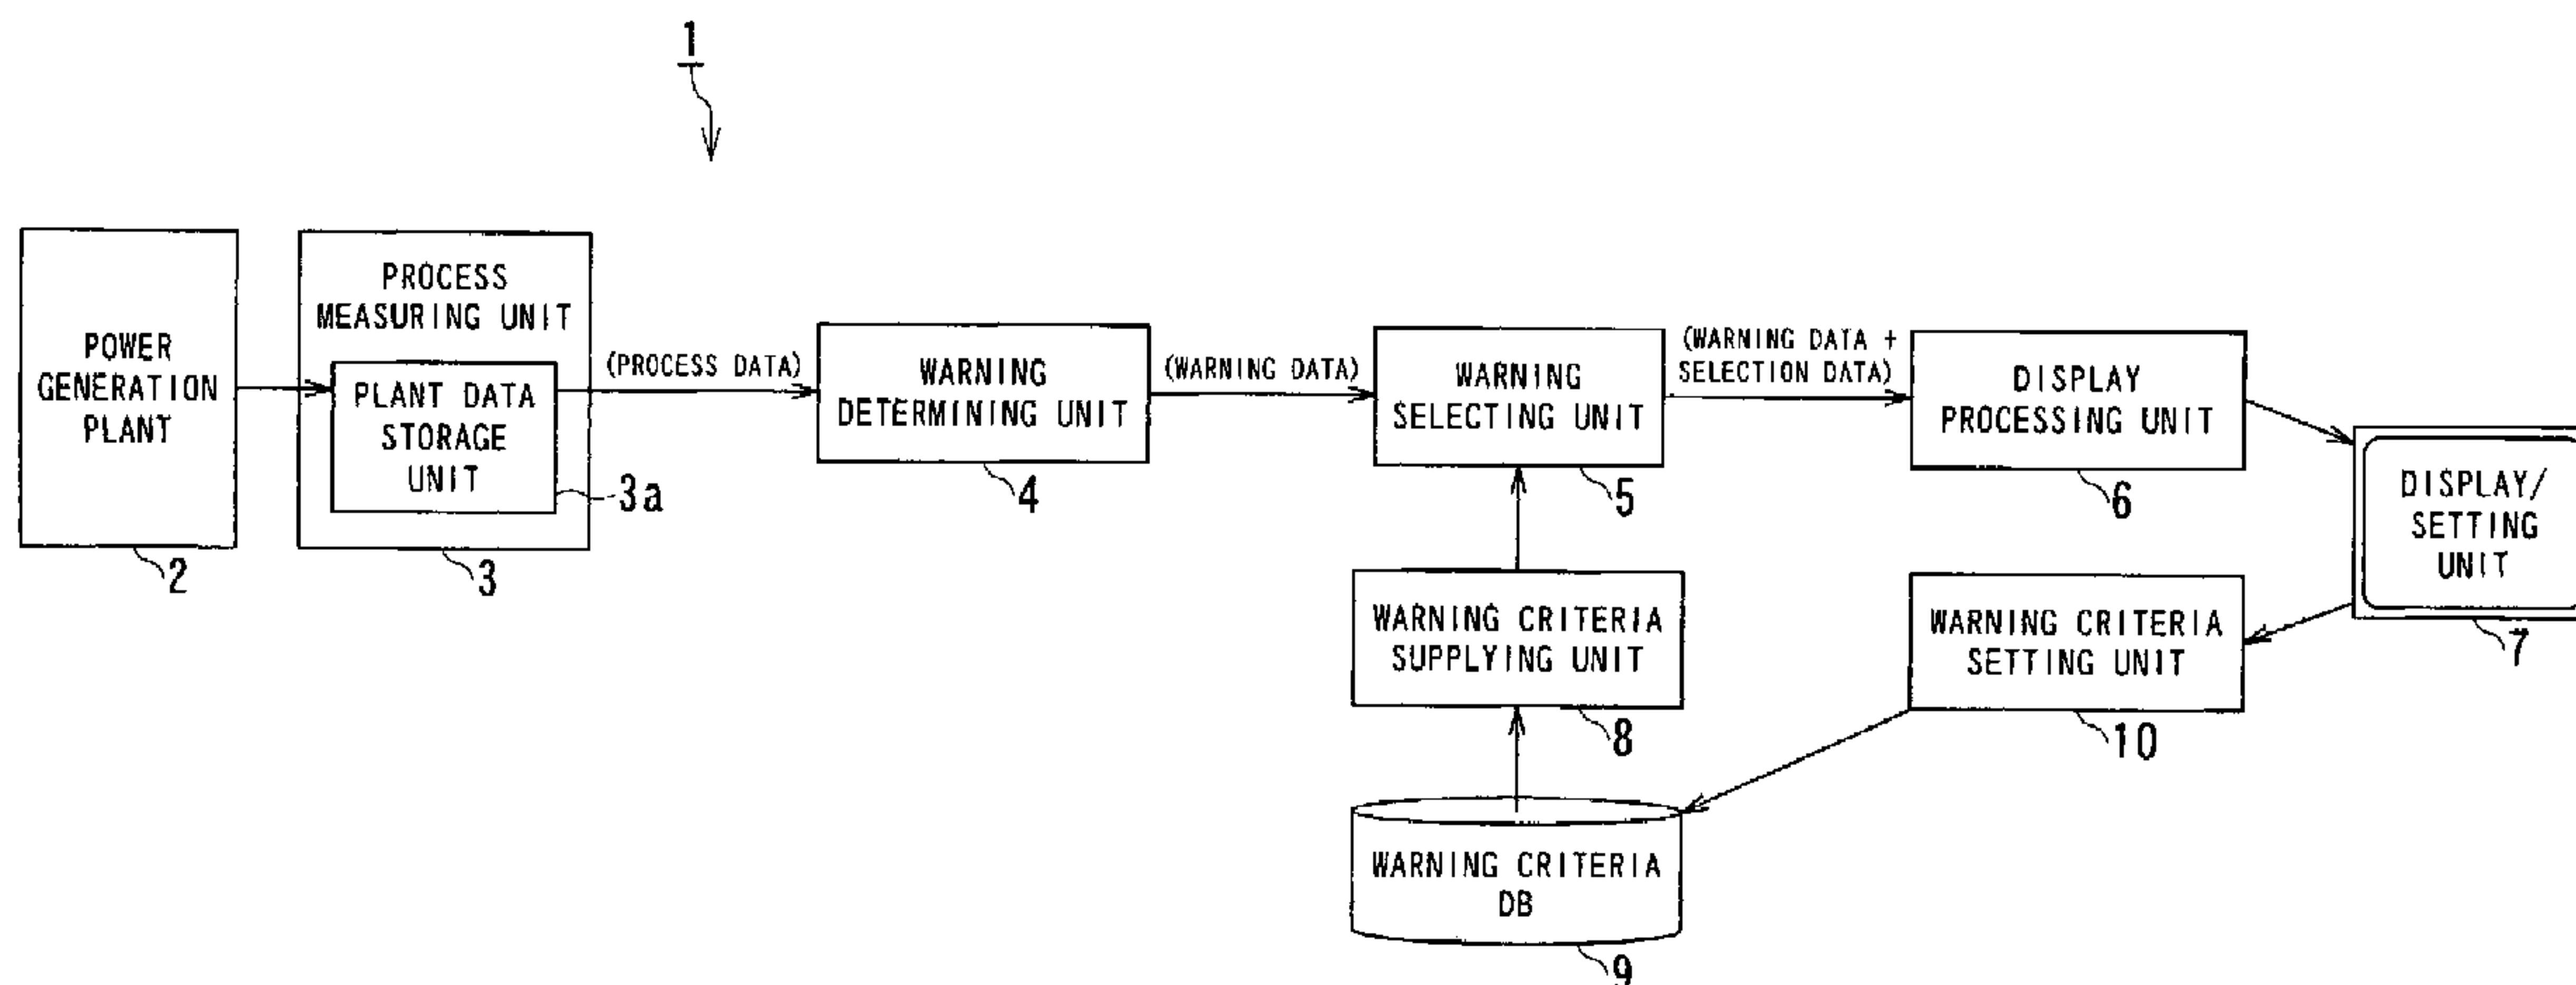 1
POWER
GENERATION
PLANT
2
PROCESS
MEASURING UNIT
PLANT DATA
STORAGE
UNIT
3a
3
(PROCESS DATA)
WARNING
DETERMINING UNIT
4
(WARNING DATA)
WARNING
SELECTING UNIT
5
(WARNING DATA +
SELECTION DATA)
DISPLAY
PROCESSING UNIT
6
DISPLAY/
SETTING
UNIT
7
WARNING CRITERIA
SUPPLYING UNIT
8
WARNING CRITERIA
SETTING UNIT
10
WARNING CRITERIA
DB
9